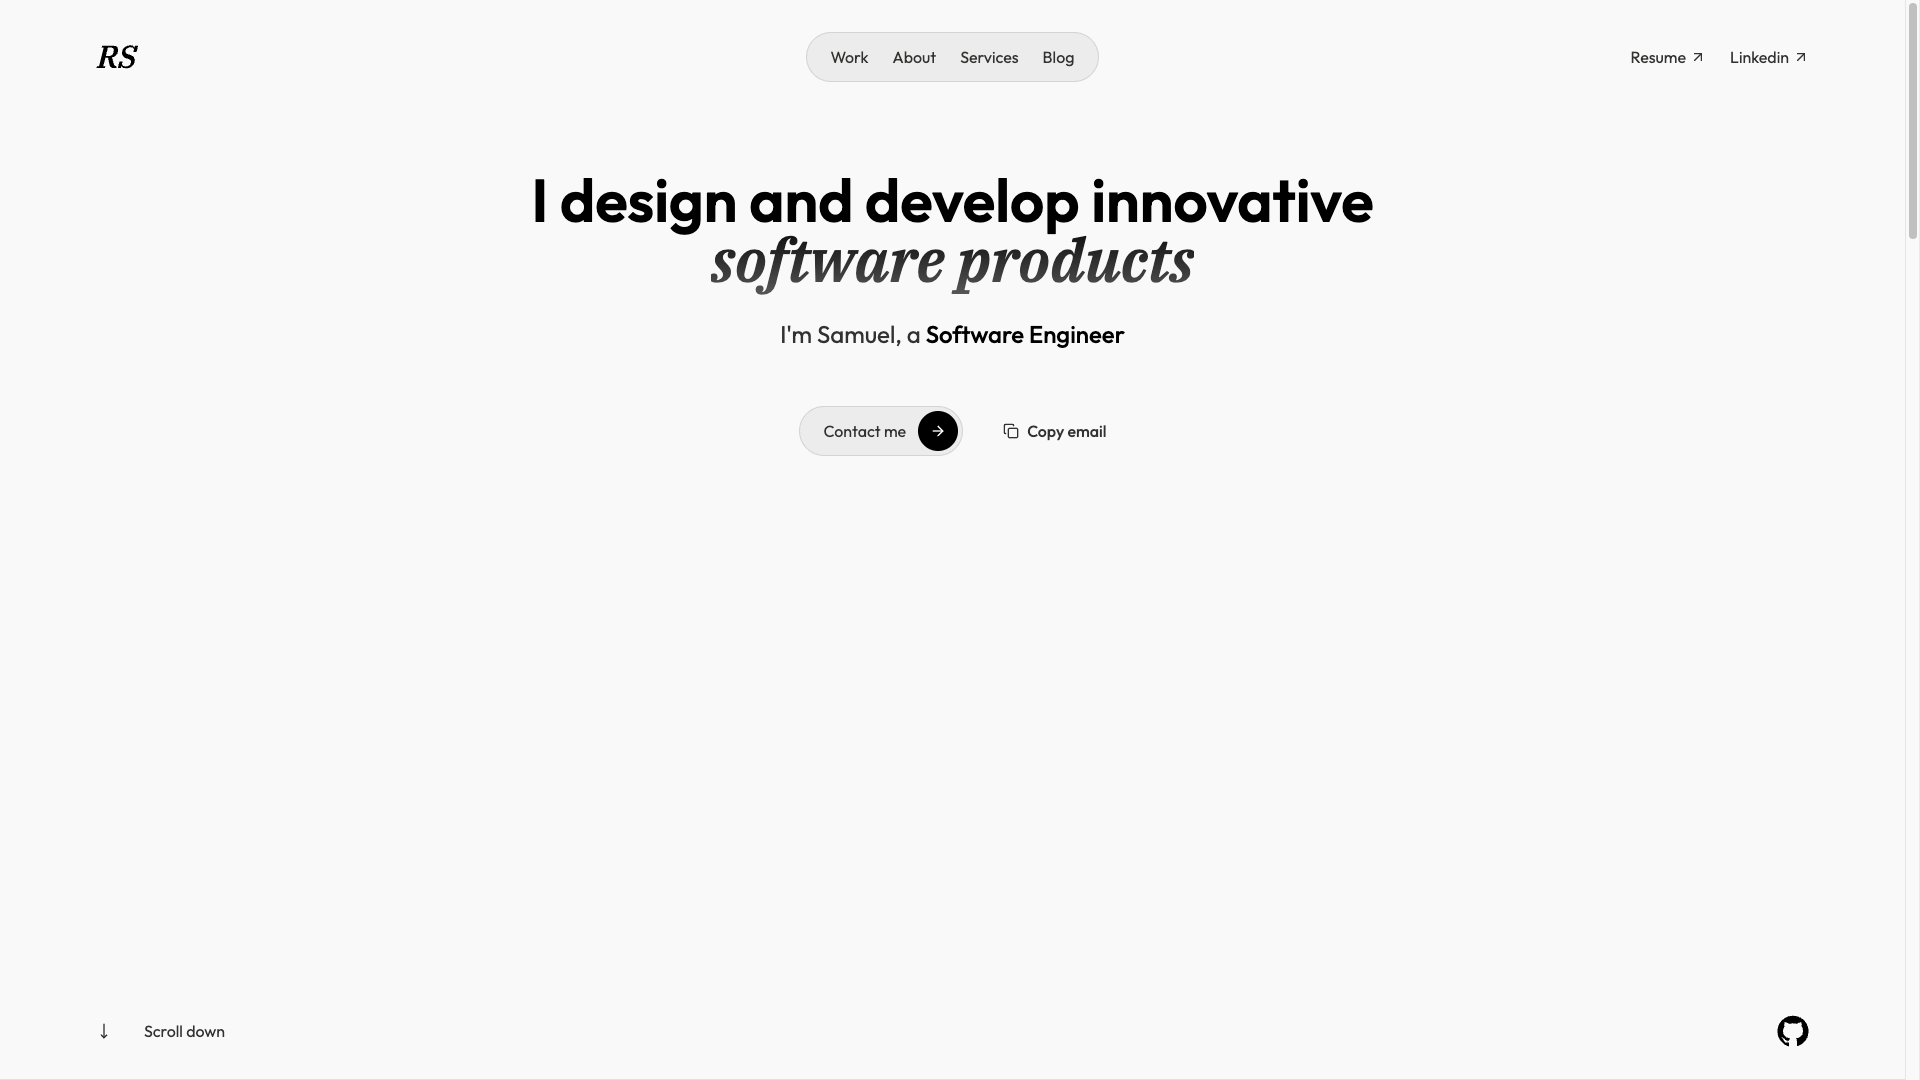 RS
Work About Services Blog
Resume Linkedin
I design and develop innovative
software products
I'm Samuel, a Software Engineer
Contact me
Copy email
Scroll down